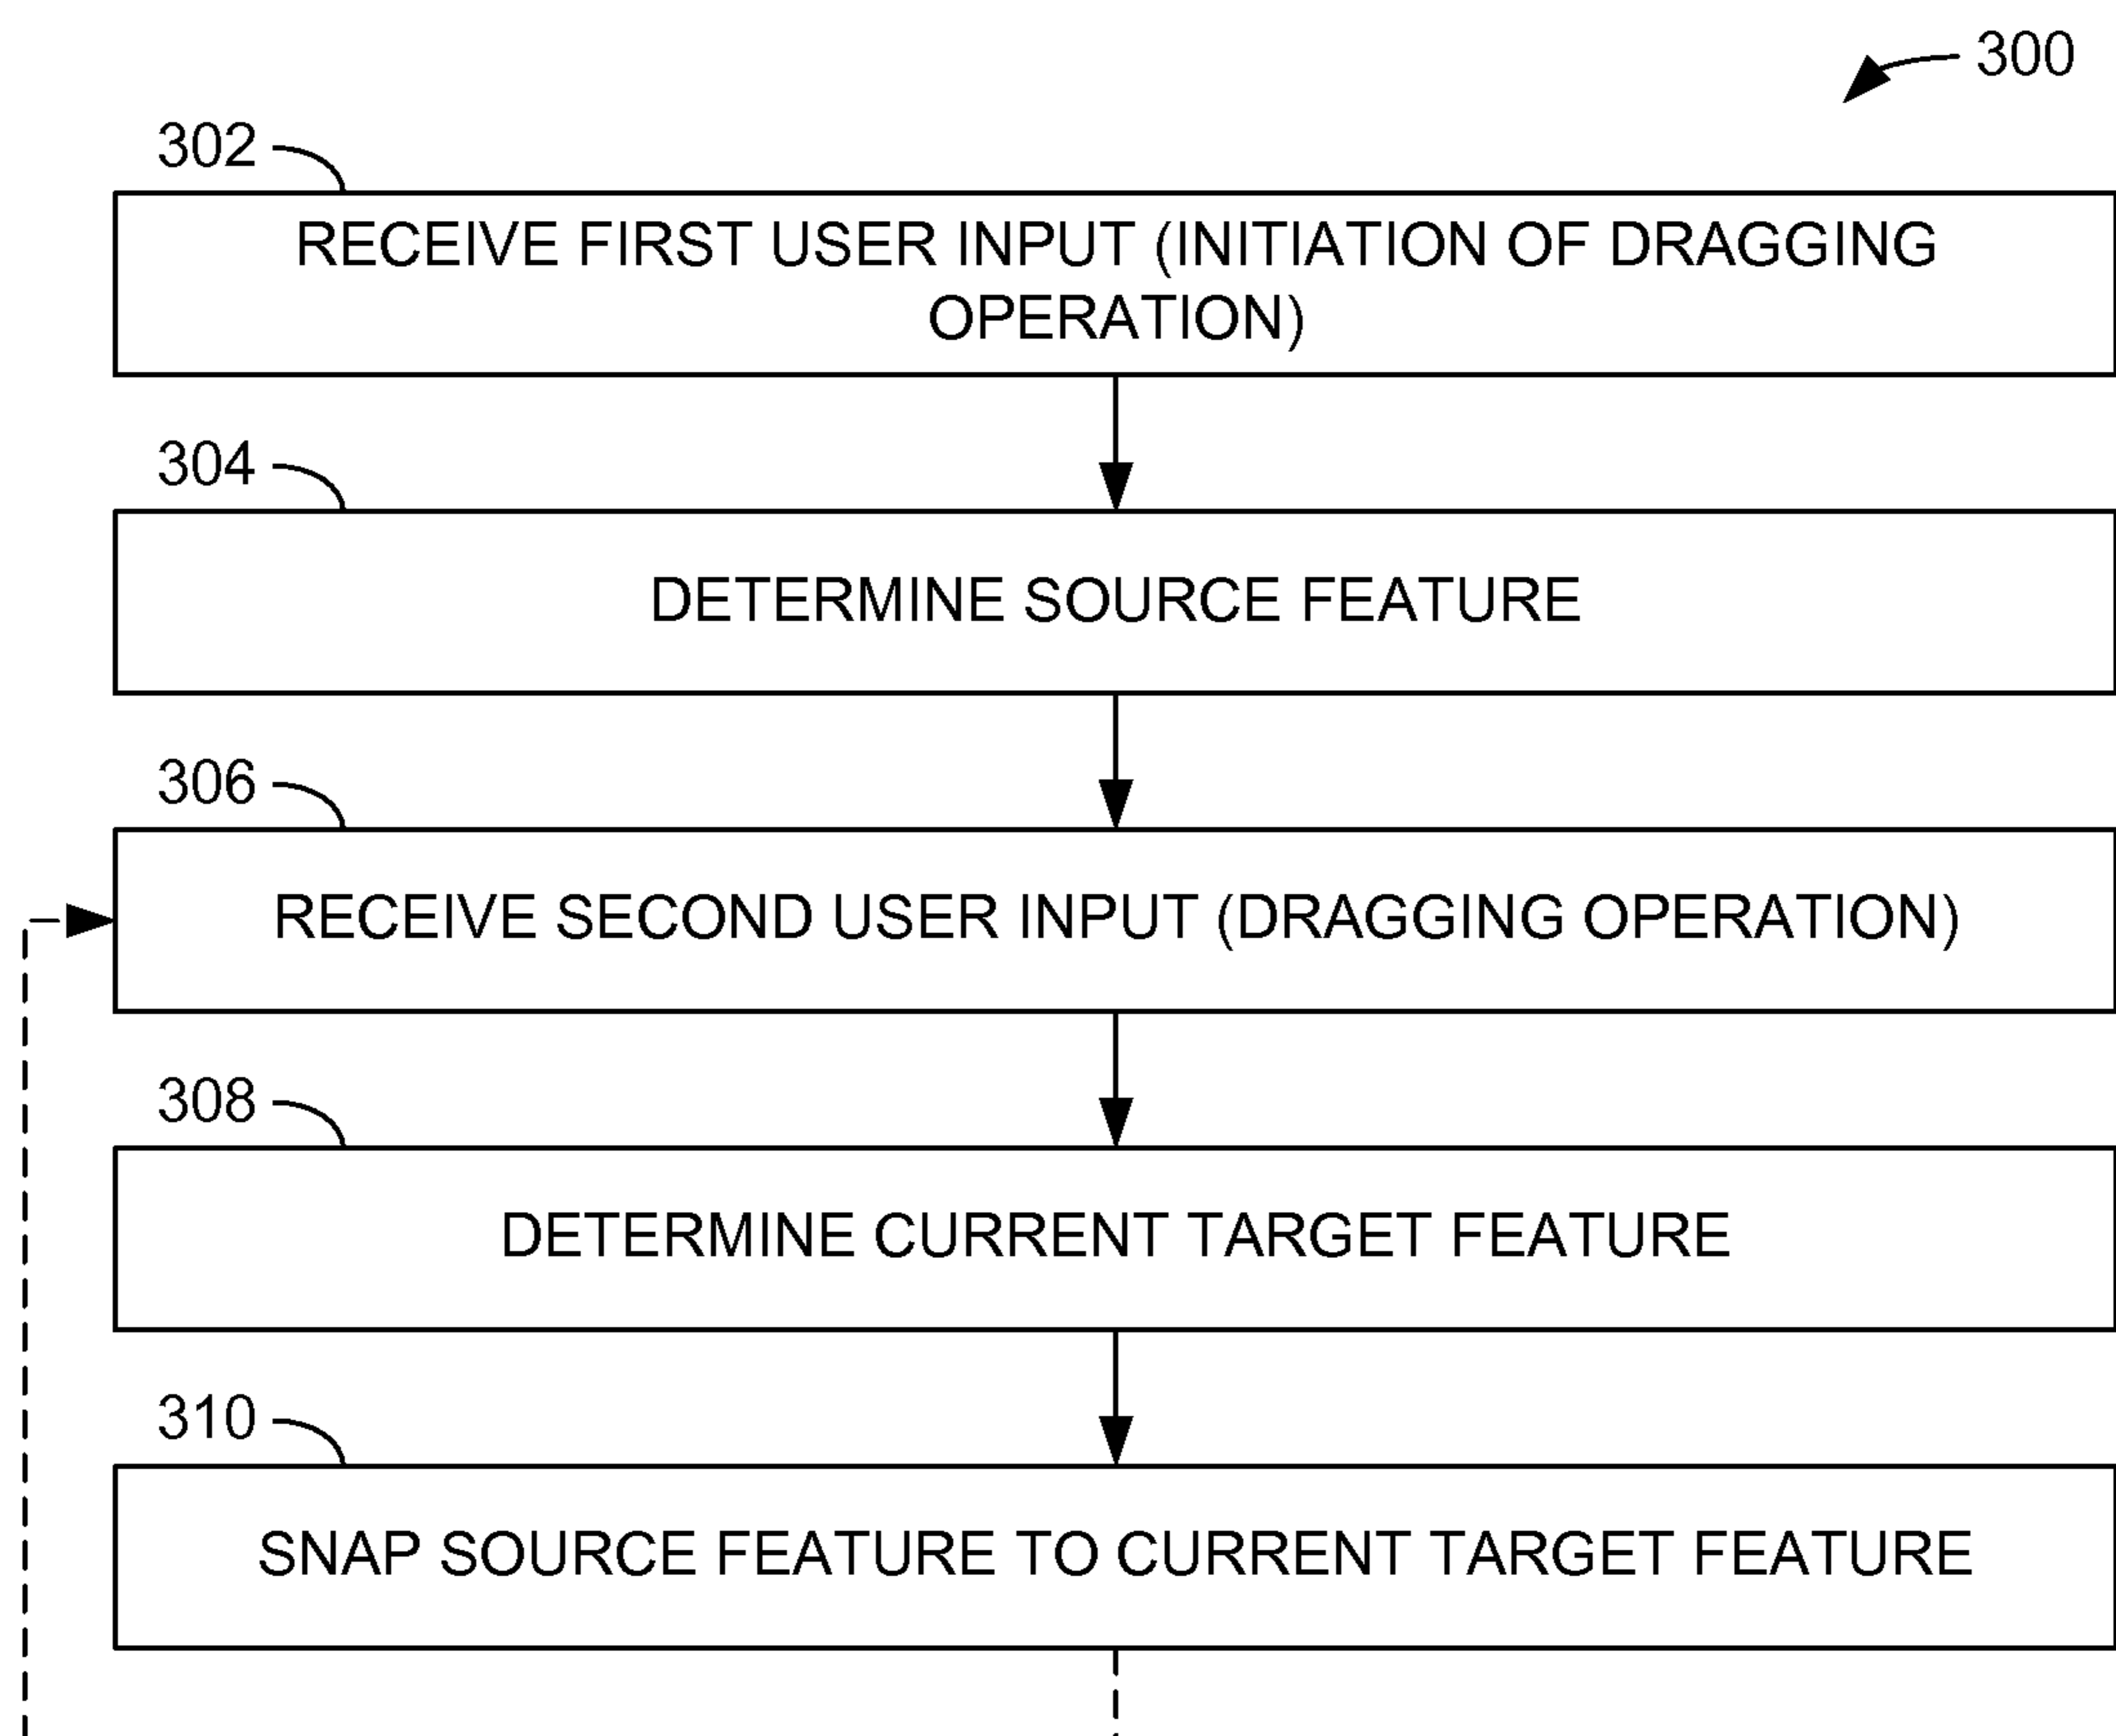 300
302
RECEIVE FIRST USER INPUT (INITIATION OF DRAGGING
OPERATION)
304
DETERMINE SOURCE FEATURE
306
RECEIVE SECOND USER INPUT (DRAGGING OPERATION)
308
DETERMINE CURRENT TARGET FEATURE
310
SNAP SOURCE FEATURE TO CURRENT TARGET FEATURE